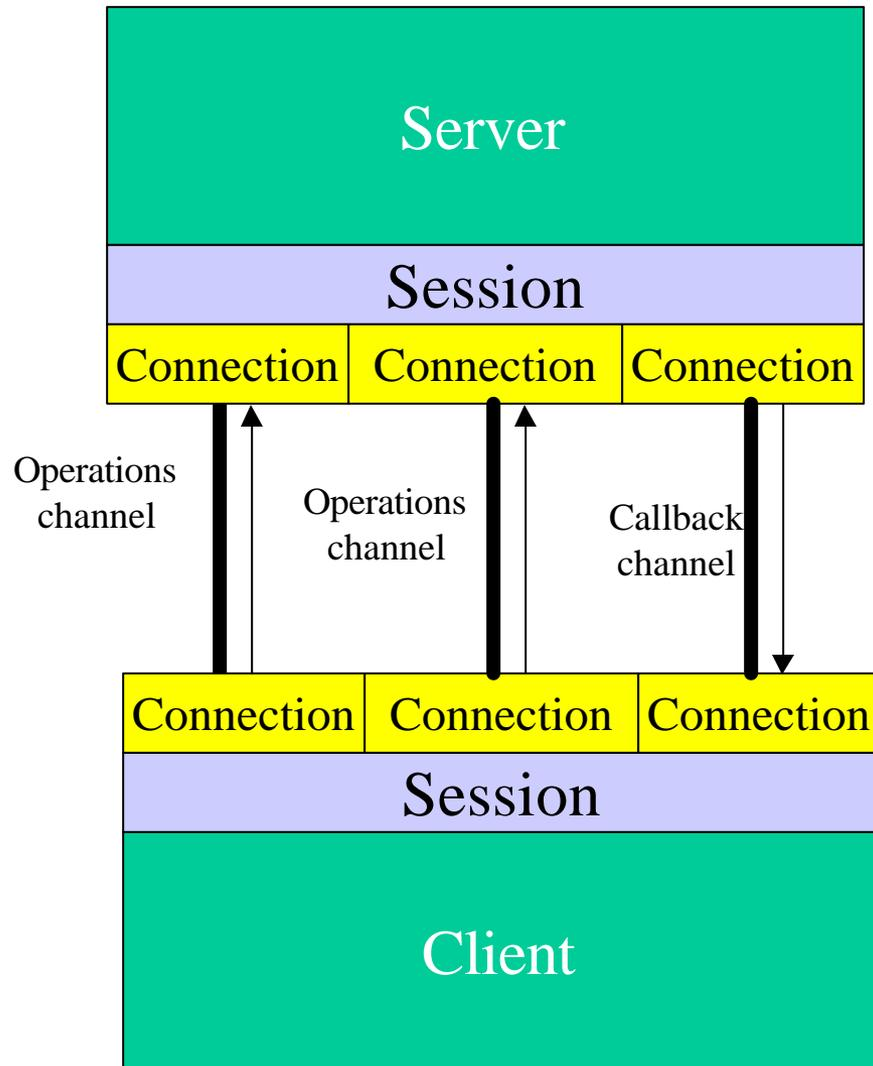 Server
Session
Connection Connection Connection
Operations
channel
Operations
channel
Callback
channel
Connection Connection Connection
Session
Client